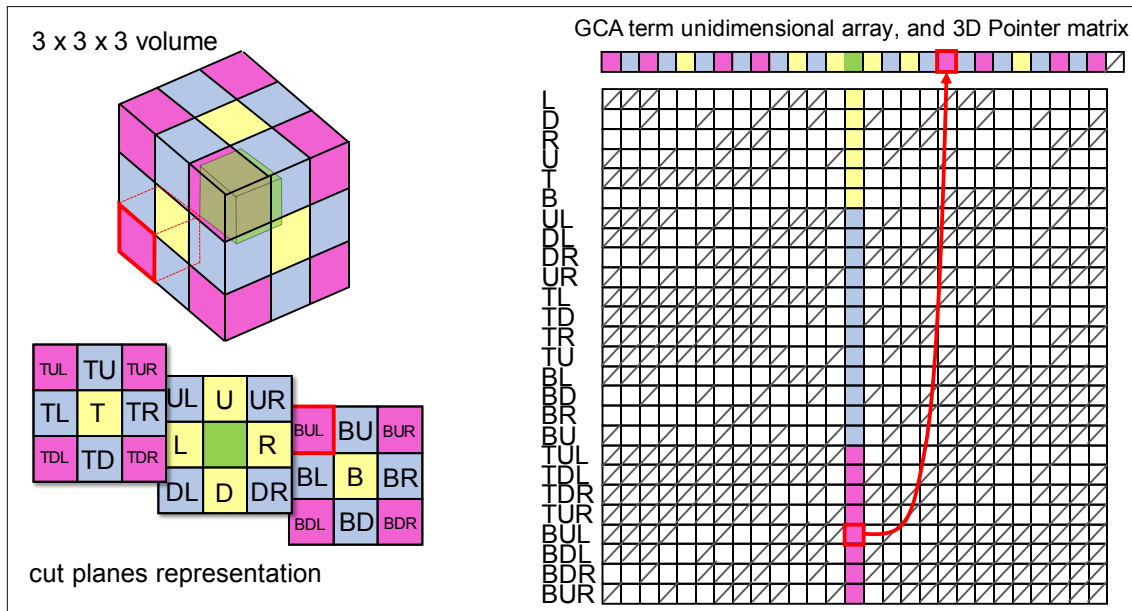 3 x 3 x 3 volume
GCA term unidimensional array, and 3D Pointer matrix
TUL TU TUR
TL T TR
TDL TD TDR
UL U UR
L R
DL D DR
BUL BU BUR
BL B BR
BDL BD BDR
cut planes representation
L
D
R
U
T
B
UL
DL
DR
UR
TL
TD
TR
TU
BL
BD
BR
BU
TUL
TDL
TDR
TUR
BUL
BDL
BDR
BUR